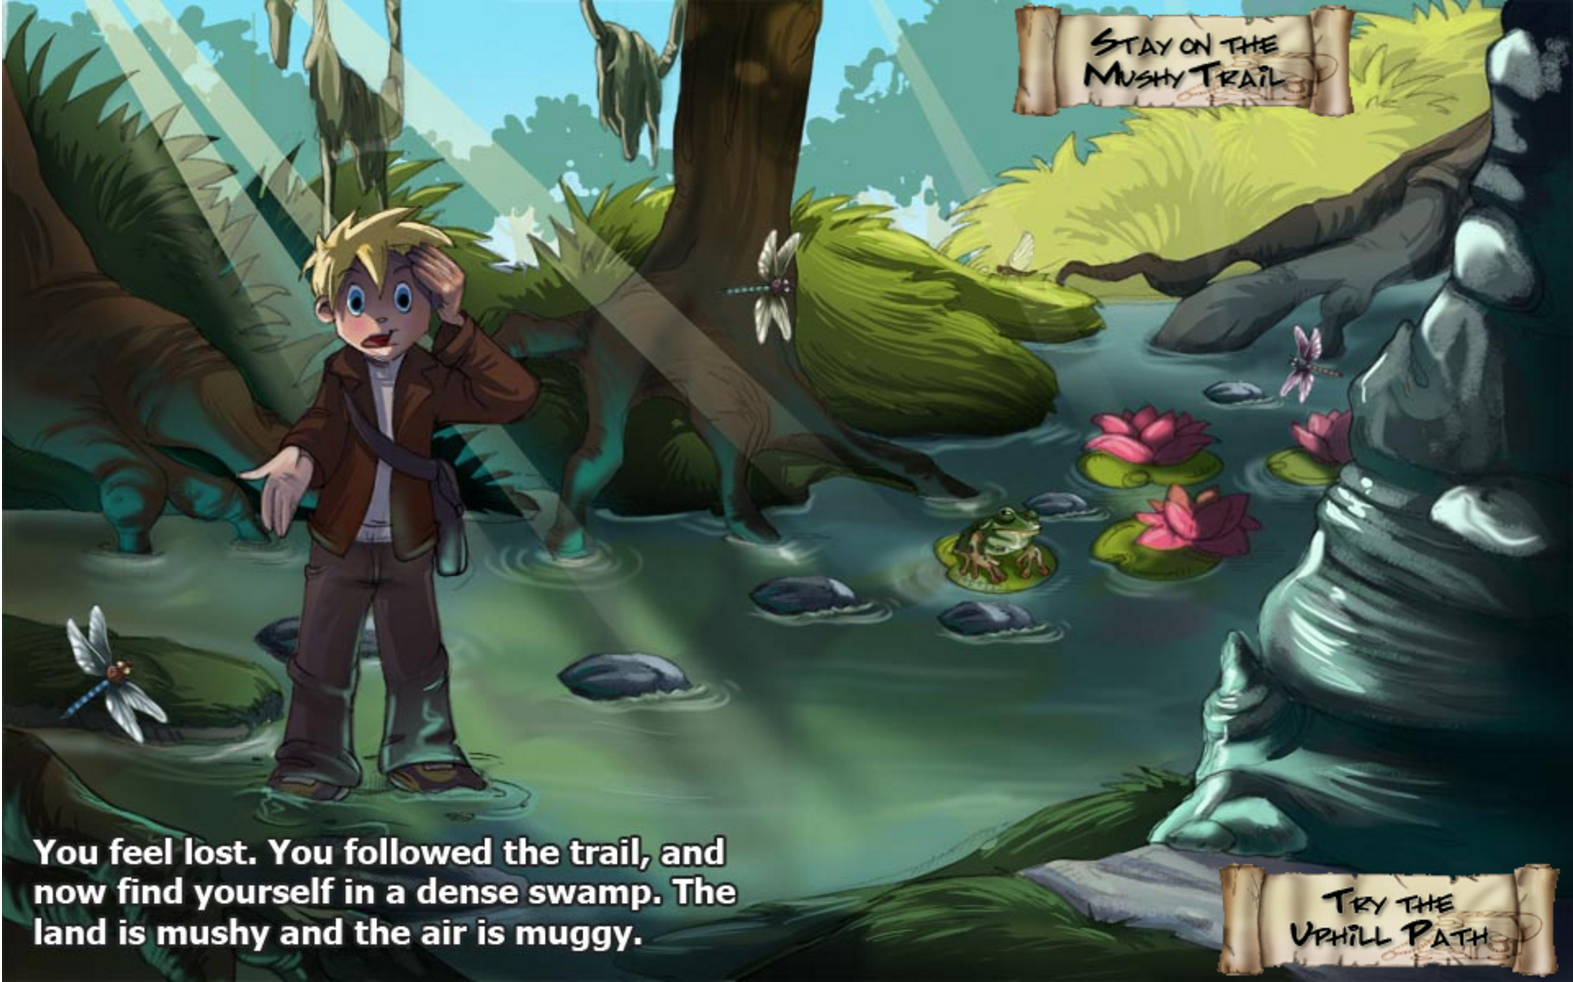 STAY ON THE
MUSHY TRAIL
You feel lost. You followed the trail, and
now find yourself in a dense swamp. The
land is mushy and the air is muggy.
TRY THE
UPHILL PATH